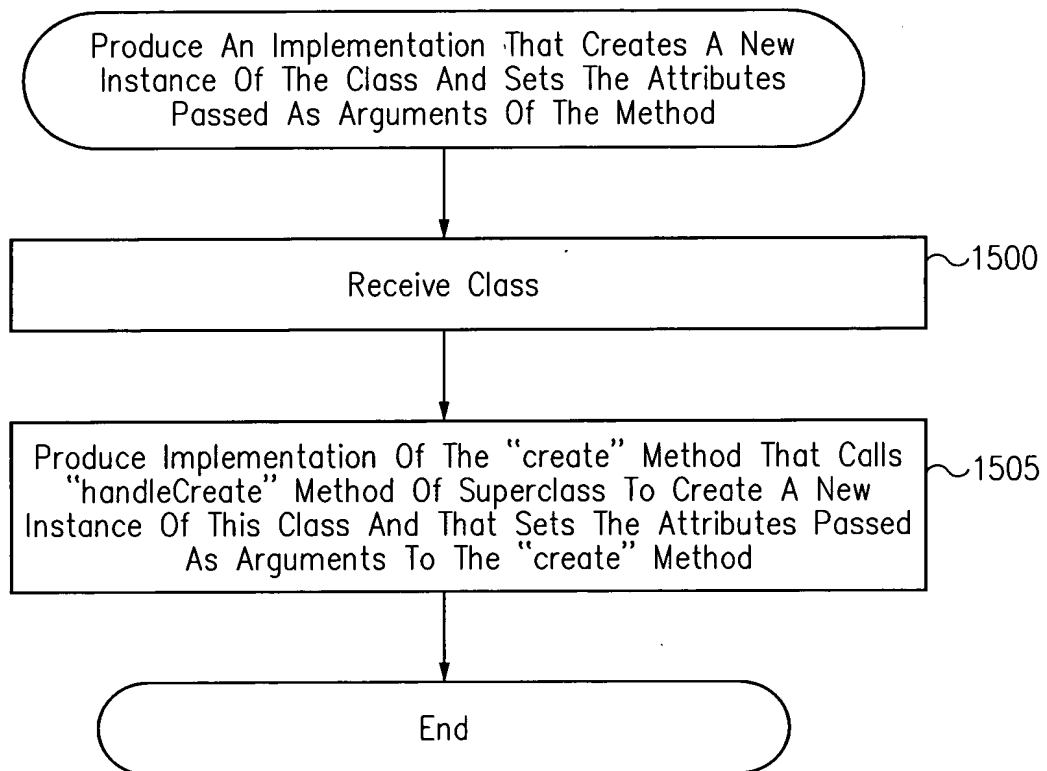 Produce An Implementation That Creates A New
Instance Of The Class And Sets The Attributes
Passed As Arguments Of The Method
Receive Class
1500
Produce Implementation Of The “create” Method That Calls
“handleCreate” Method Of Superclass To Create A New
Instance Of This Class And That Sets The Attributes Passed
As Arguments To The “create” Method
1505
End